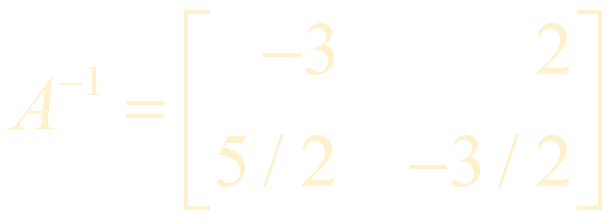 A⁻¹ = [ −3 2
5 / 2 −3 / 2 ]